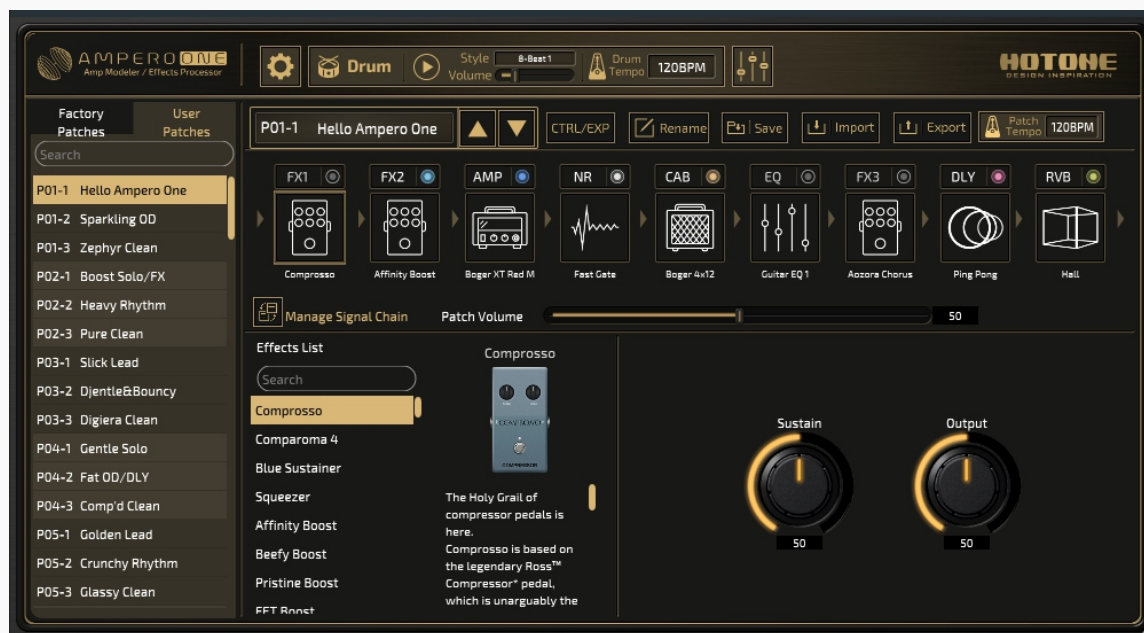 AMPERO ONE
Amp Modeler / Effects Processor
Drum
Style 8-Beat1
Volume
Drum Tempo 120BPM
HOTONE
DESIGN INSPIRATION
Factory Patches
User Patches
Search
P01-1 Hello Ampero One
P01-2 Sparkling OD
P01-3 Zephyr Clean
P02-1 Boost Solo/FX
P02-2 Heavy Rhythm
P02-3 Pure Clean
P03-1 Slick Lead
P03-2 Djentle&Bouncy
P03-3 Digiera Clean
P04-1 Gentle Solo
P04-2 Fat OD/DLY
P04-3 Comp'd Clean
P05-1 Golden Lead
P05-2 Crunchy Rhythm
P05-3 Glassy Clean
P01-1 Hello Ampero One
CTRL/EXP
Rename
Save
Import
Export
Patch Tempo 120BPM
FX1 FX2 AMP NR CAB EQ FX3 DLY RVB
Comprosso Affinity Boost Boger XT Red M Fast Gate Boger 4x12 Guitar EQ 1 Aozora Chorus Ping Pong Hall
Manage Signal Chain
Patch Volume 50
Effects List
Search
Comprosso
Comparoma 4
Blue Sustainer
Squeezer
Affinity Boost
Beefy Boost
Pristine Boost
FET Boost
Comprosso
COMPRESSOR
The Holy Grail of
compressor pedals is
here.
Comprosso is based on
the legendary Ross™
Compressor* pedal,
which is unarguably the
Sustain
50
Output
50